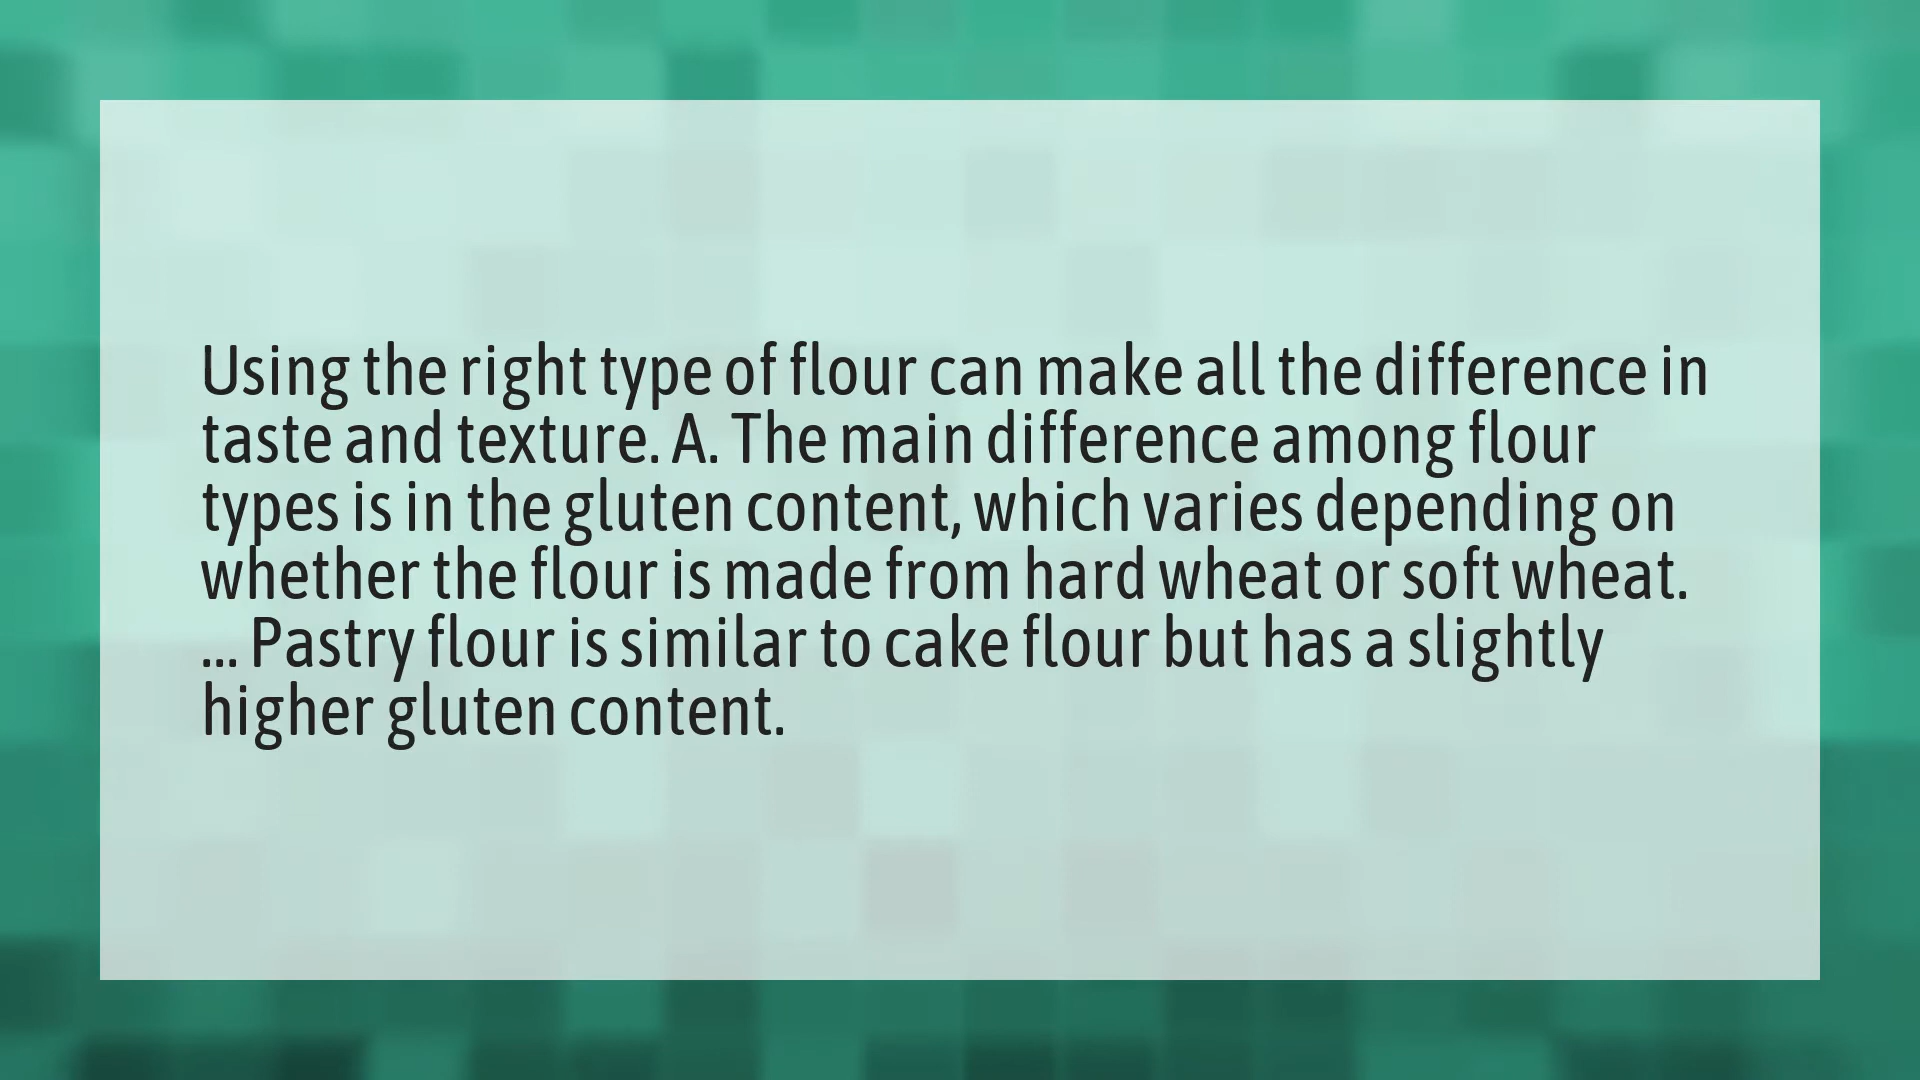 Using the right type of flour can make all the difference in
taste and texture. A. The main difference among flour
types is in the gluten content, which varies depending on
whether the flour is made from hard wheat or soft wheat.
... Pastry flour is similar to cake flour but has a slightly
higher gluten content.